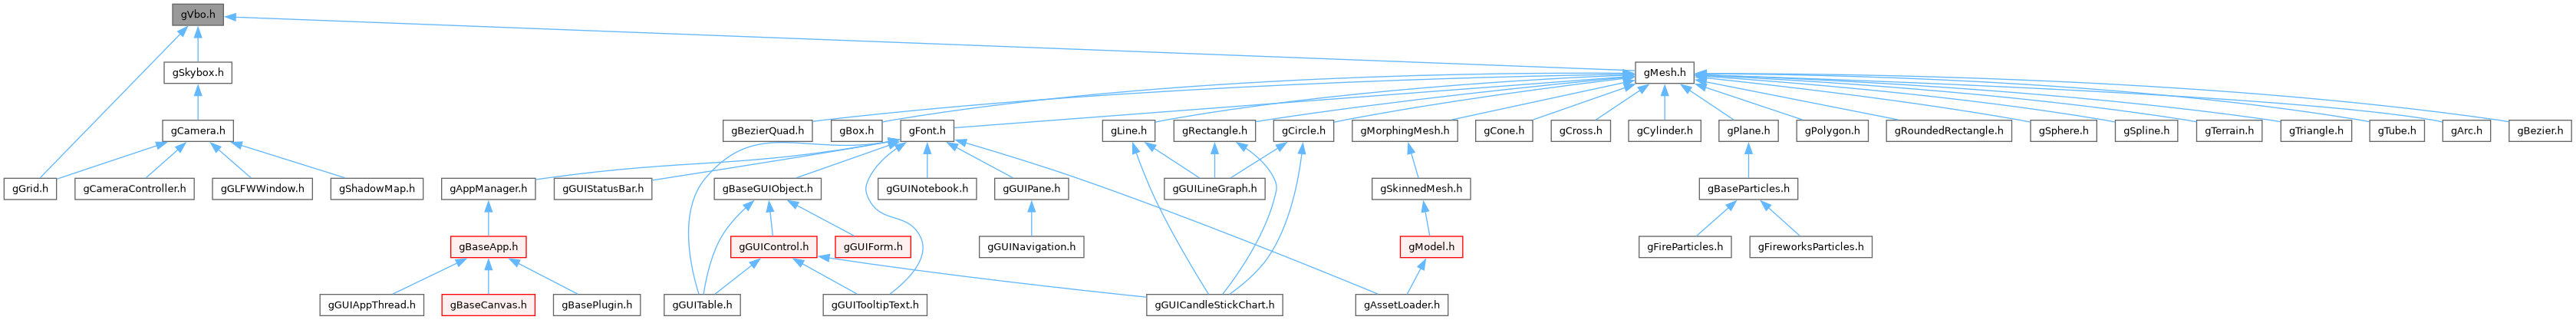 gVbo.h
gSkybox.h
gMesh.h
gCamera.h
gBezierQuad.h
gBox.h
gFont.h
gLine.h
gRectangle.h
gCircle.h
gMorphingMesh.h
gCone.h
gCross.h
gCylinder.h
gPlane.h
gPolygon.h
gRoundedRectangle.h
gSphere.h
gSpline.h
gTerrain.h
gTriangle.h
gTube.h
gArc.h
gBezier.h
gGrid.h
gCameraController.h
gGLFWWindow.h
gShadowMap.h
gAppManager.h
gGUIStatusBar.h
gBaseGUIObject.h
gGUINotebook.h
gGUIPane.h
gGUILineGraph.h
gSkinnedMesh.h
gBaseParticles.h
gBaseApp.h
gGUIControl.h
gGUIForm.h
gGUINavigation.h
gModel.h
gFireParticles.h
gFireworksParticles.h
gGUIAppThread.h
gBaseCanvas.h
gBasePlugin.h
gGUITable.h
gGUITooltipText.h
gGUICandleStickChart.h
gAssetLoader.h